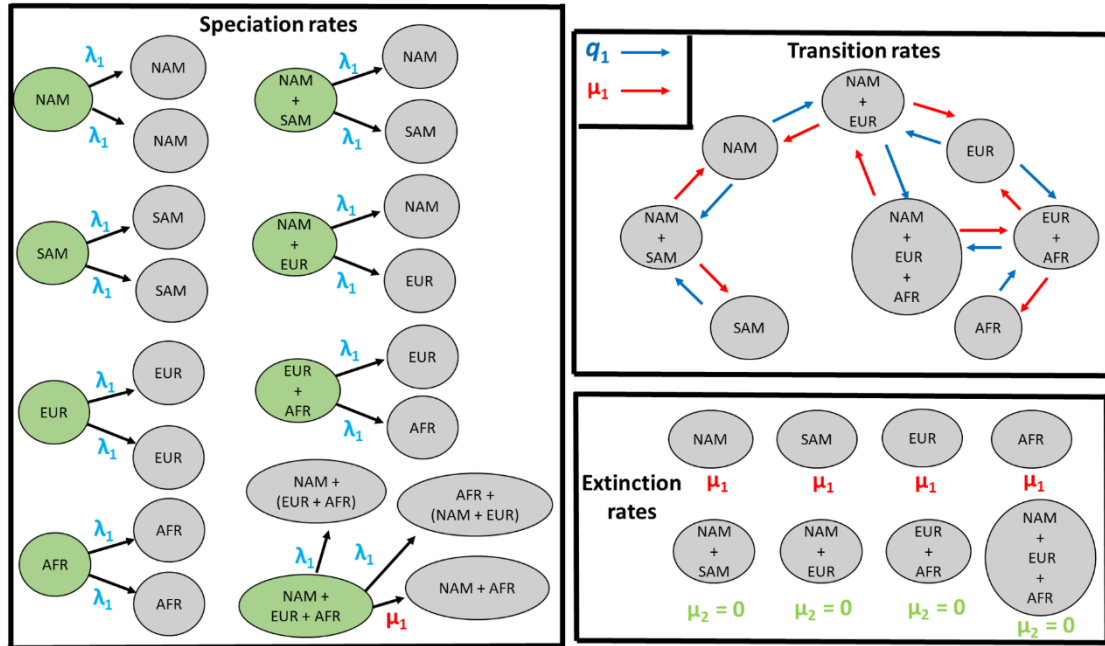 Speciation rates
λ₁
NAM
NAM
λ₁
NAM
λ₁
SAM
SAM
λ₁
SAM
λ₁
EUR
EUR
λ₁
EUR
λ₁
AFR
AFR
λ₁
AFR
λ₁
NAM
NAM
+
SAM
λ₁
SAM
λ₁
NAM
NAM
+
EUR
λ₁
EUR
λ₁
EUR
EUR
+
AFR
λ₁
AFR
NAM +
(EUR + AFR)
AFR +
(NAM + EUR)
λ₁
λ₁
NAM +
EUR + AFR
NAM + AFR
μ₁
q₁
μ₁
Transition rates
NAM
+
EUR
NAM
EUR
NAM
+
SAM
NAM
+
EUR
+
AFR
EUR
+
AFR
SAM
AFR
Extinction
rates
NAM
SAM
EUR
AFR
μ₁
μ₁
μ₁
μ₁
NAM
+
SAM
NAM
+
EUR
EUR
+
AFR
NAM
+
EUR
+
AFR
μ₂ = 0
μ₂ = 0
μ₂ = 0
μ₂ = 0